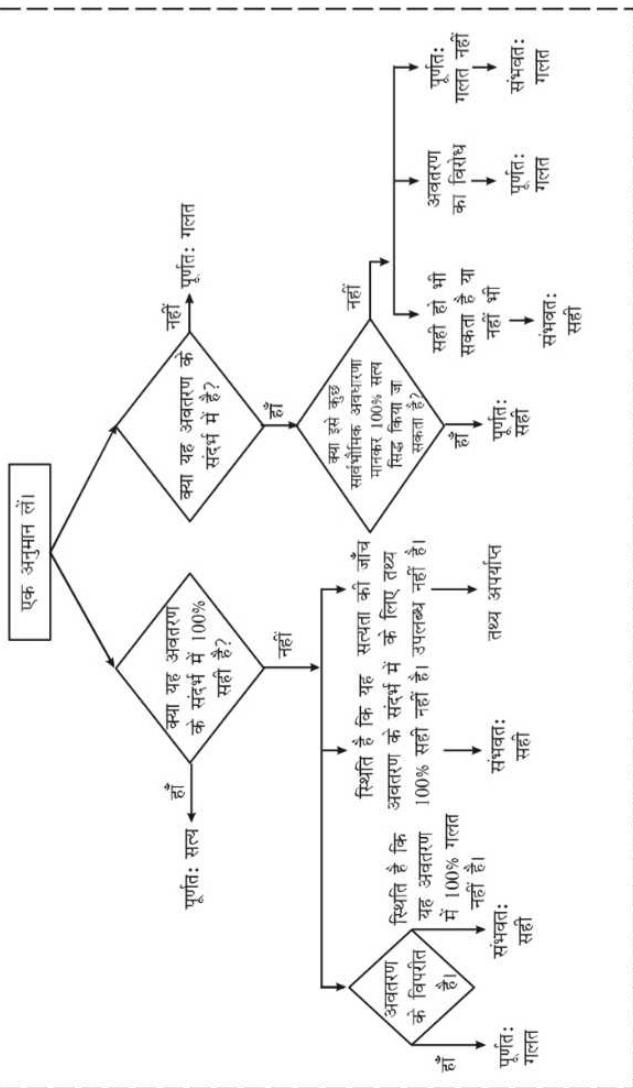 एक अनुमान लें।
क्या यह अवतरण
के संदर्भ में 100%
सही है?
हाँ
पूर्णत: सत्य
नहीं
अवतरण
के विपरीत
है।
हाँ
पूर्णत:
गलत
स्थिति है कि
यह अवतरण
में 100% गलत
नहीं है।
संभवत:
सही
स्थिति है कि यह
अवतरण के संदर्भ में
100% सही नहीं है।
संभवत:
सही
सत्यता की जाँच
के लिए तथ्य
उपलब्ध नहीं है।
तथ्य अपर्याप्त
क्या यह अवतरण के
संदर्भ में है?
नहीं
पूर्णत: गलत
हाँ
क्या इसे कुछ
सार्वभौमिक अवधारणा
मानकर 100% सत्य
सिद्ध किया जा
सकता है?
हाँ
पूर्णत:
सही
नहीं
सही हो भी
सकता है या
नहीं भी
संभवत:
सही
अवतरण
का विरोध
पूर्णत:
गलत
पूर्णत:
गलत नहीं
संभवत:
गलत